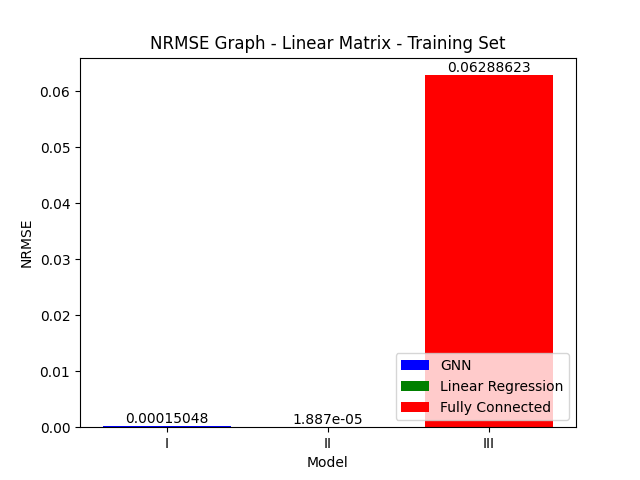 NRMSE Graph - Linear Matrix - Training Set
0.06288623
0.06
0.05
0.04
NRMSE
0.03
0.02
0.01
GNN
Linear Regression
Fully Connected
0.00015048
1.887e-05
0.00
I
II
III
Model